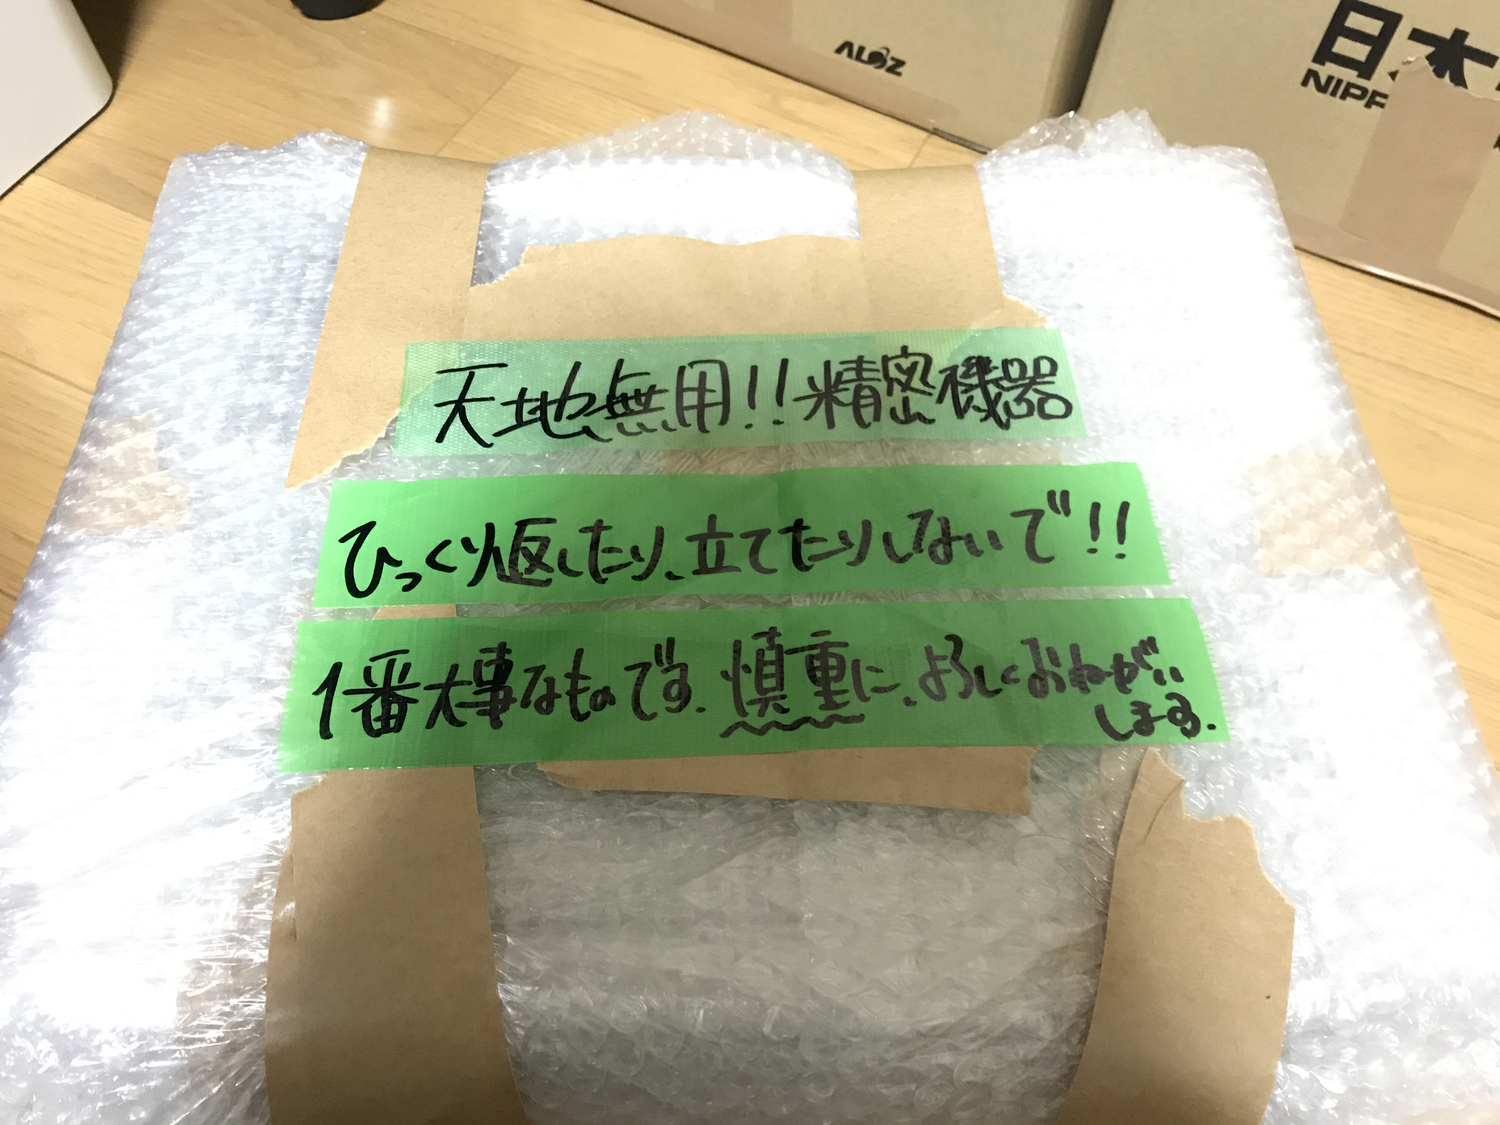 ALOZ
日本
NIPP
天地無用!!精密機器
ひっくり返したり、立てたりしないで!!
1番大事なものです.慎重に、よろしくおねがい
します.